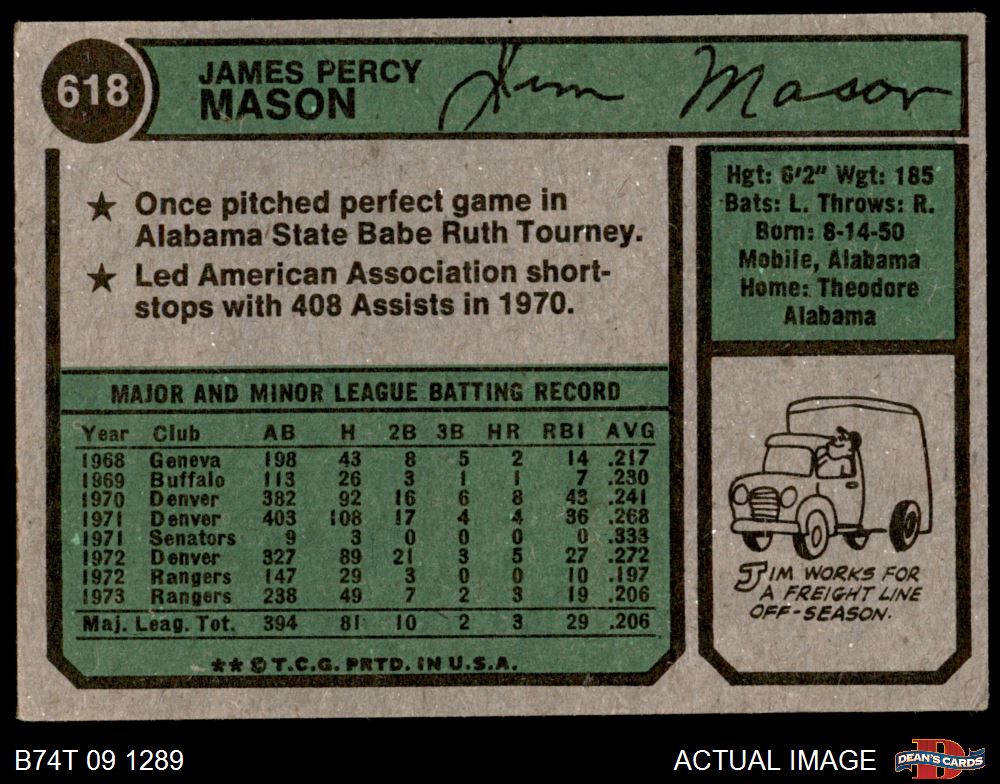 618
JAMES PERCY
MASON
Jim Mason
★ Once pitched perfect game in
Alabama State Babe Ruth Tourney.
★ Led American Association short-
stops with 408 Assists in 1970.
Hgt: 6'2" Wgt: 185
Bats: L. Throws: R.
Born: 8-14-50
Mobile, Alabama
Home: Theodore
Alabama
MAJOR AND MINOR LEAGUE BATTING RECORD
Year Club AB H 2B 3B HR RBI AVG
1968 Geneva 198 43 8 5 2 14 .217
1969 Buffalo 113 26 3 1 1 7 .230
1970 Denver 382 92 16 6 8 43 .241
1971 Denver 403 108 17 4 4 36 .268
1971 Senators 9 3 0 0 0 0 .333
1972 Denver 327 89 21 3 5 27 .272
1972 Rangers 147 29 3 0 0 10 .197
1973 Rangers 238 49 7 2 3 19 .206
Maj. Leag. Tot. 394 81 10 2 3 29 .206
** © T.C.G. PRTD. IN U.S.A.
JIM WORKS FOR
A FREIGHT LINE
OFF-SEASON.
B74T 09 1289
ACTUAL IMAGE
DEAN'S CARDS